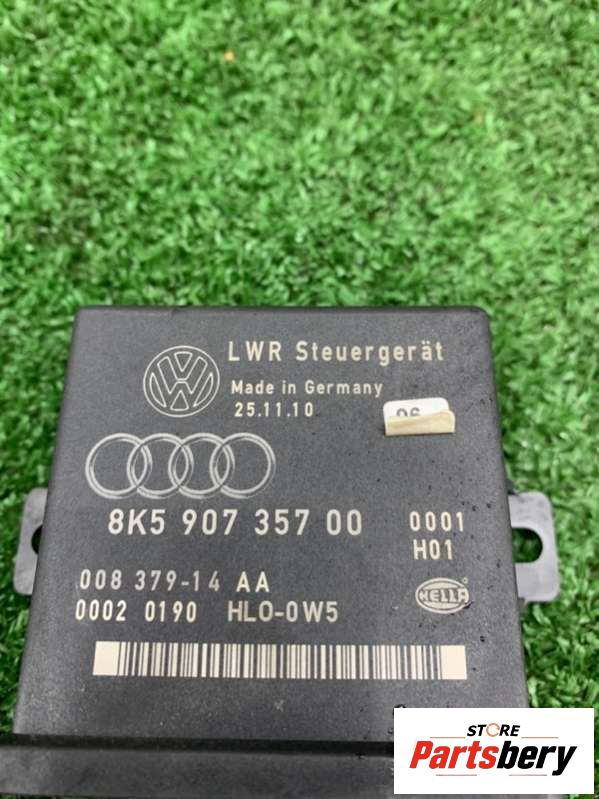 LWR Steuergerät
Made in Germany
25.11.10
8K5 907 357 00
0001
H01
008 379-14 AA
0002 0190 HLO-0W5
HELLA
STORE
Partsbery